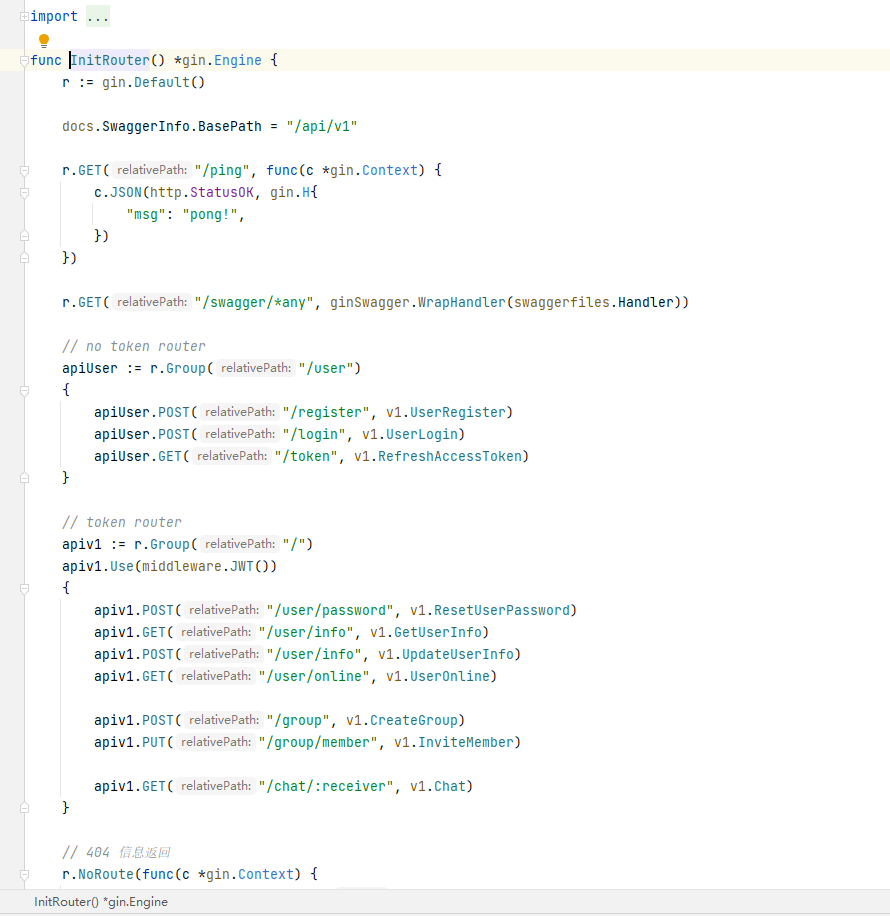 import ...
func InitRouter() *gin.Engine {
r := gin.Default()
docs.SwaggerInfo.BasePath = "/api/v1"
r.GET( relativePath: "/ping", func(c *gin.Context) {
c.JSON(http.StatusOK, gin.H{
"msg": "pong!",
})
})
r.GET( relativePath: "/swagger/*any", ginSwagger.WrapHandler(swaggerfiles.Handler))
// no token router
apiUser := r.Group( relativePath: "/user")
{
apiUser.POST( relativePath: "/register", v1.UserRegister)
apiUser.POST( relativePath: "/login", v1.UserLogin)
apiUser.GET( relativePath: "/token", v1.RefreshAccessToken)
}
// token router
apiv1 := r.Group( relativePath: "/")
apiv1.Use(middleware.JWT())
{
apiv1.POST( relativePath: "/user/password", v1.ResetUserPassword)
apiv1.GET( relativePath: "/user/info", v1.GetUserInfo)
apiv1.POST( relativePath: "/user/info", v1.UpdateUserInfo)
apiv1.GET( relativePath: "/user/online", v1.UserOnline)
apiv1.POST( relativePath: "/group", v1.CreateGroup)
apiv1.PUT( relativePath: "/group/member", v1.InviteMember)
apiv1.GET( relativePath: "/chat/:receiver", v1.Chat)
}
// 404 信息返回
r.NoRoute(func(c *gin.Context) {
InitRouter() *gin.Engine